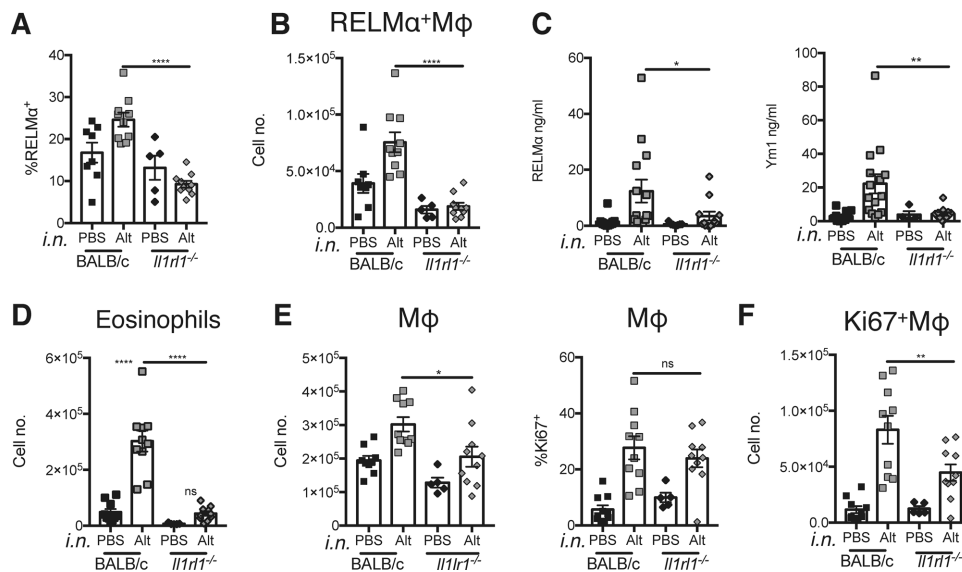 A
%RELMα⁺
40
30
20
10
0
****
i.n. PBS Alt PBS Alt
BALB/c Il1rl1⁻/⁻
B
RELMα⁺Mϕ
Cell no.
1.5×10⁵
1.0×10⁵
5.0×10⁴
0.0
****
i.n. PBS Alt PBS Alt
BALB/c Il1rl1⁻/⁻
C
RELMα ng/ml
60
40
20
0
*
i.n. PBS Alt PBS Alt
BALB/c Il1rl1⁻/⁻
Ym1 ng/ml
100
80
60
40
20
0
**
PBS Alt PBS Alt
BALB/c Il1rl1⁻/⁻
D
Eosinophils
Cell no.
6×10⁵
4×10⁵
2×10⁵
0
**** ****
ns
i.n. PBS Alt PBS Alt
BALB/c Il1rl1⁻/⁻
E
Mϕ
Cell no.
5×10⁵
4×10⁵
3×10⁵
2×10⁵
1×10⁵
0
*
i.n. PBS Alt PBS Alt
BALB/c Il1lr1⁻/⁻
Mϕ
%Ki67⁺
60
40
20
0
ns
i.n. PBS Alt PBS Alt
BALB/c Il1rl1⁻/⁻
F
Ki67⁺Mϕ
Cell no.
1.5×10⁵
1.0×10⁵
5.0×10⁴
0.0
**
i.n. PBS Alt PBS Alt
BALB/c Il1rl1⁻/⁻